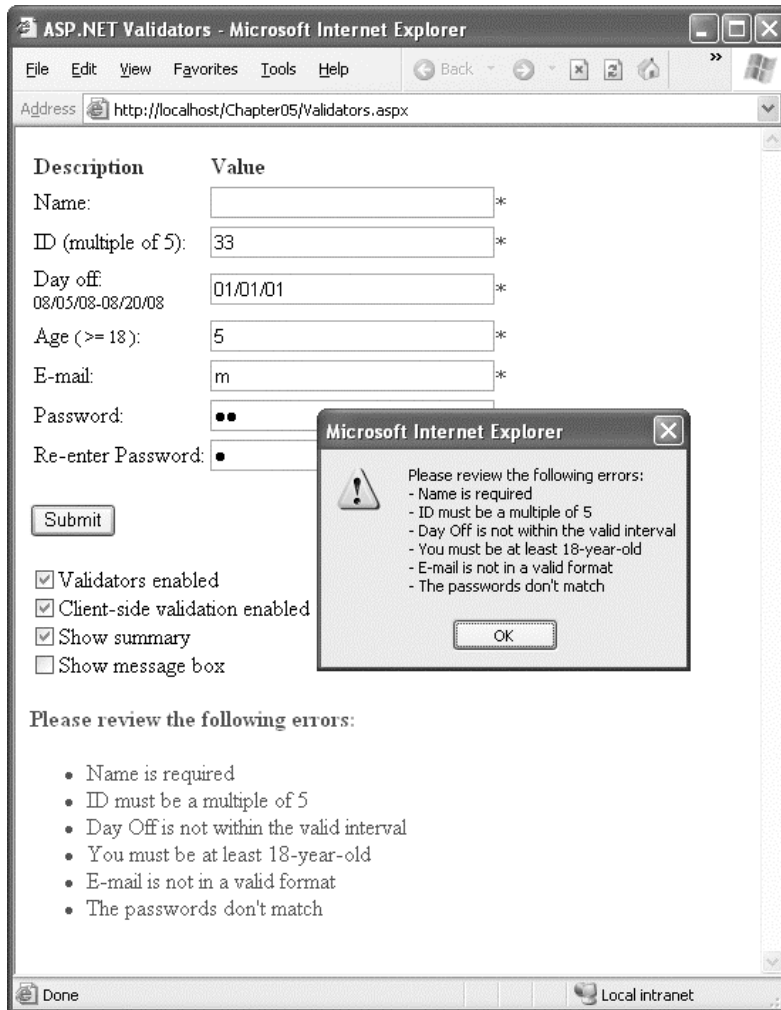 ASP.NET Validators - Microsoft Internet Explorer
File Edit View Favorites Tools Help Back »
Address http://localhost/Chapter05/Validators.aspx
Description Value
Name: *
ID (multiple of 5): 33 *
Day off: 01/01/01 *
08/05/08-08/20/08
Age ( >= 18 ): 5 *
E-mail: m *
Password: ●●
Re-enter Password: ●
Submit
Validators enabled
Client-side validation enabled
Show summary
Show message box
Microsoft Internet Explorer
Please review the following errors:
- Name is required
- ID must be a multiple of 5
- Day Off is not within the valid interval
- You must be at least 18-year-old
- E-mail is not in a valid format
- The passwords don't match
OK
Please review the following errors:
• Name is required
• ID must be a multiple of 5
• Day Off is not within the valid interval
• You must be at least 18-year-old
• E-mail is not in a valid format
• The passwords don't match
Done Local intranet